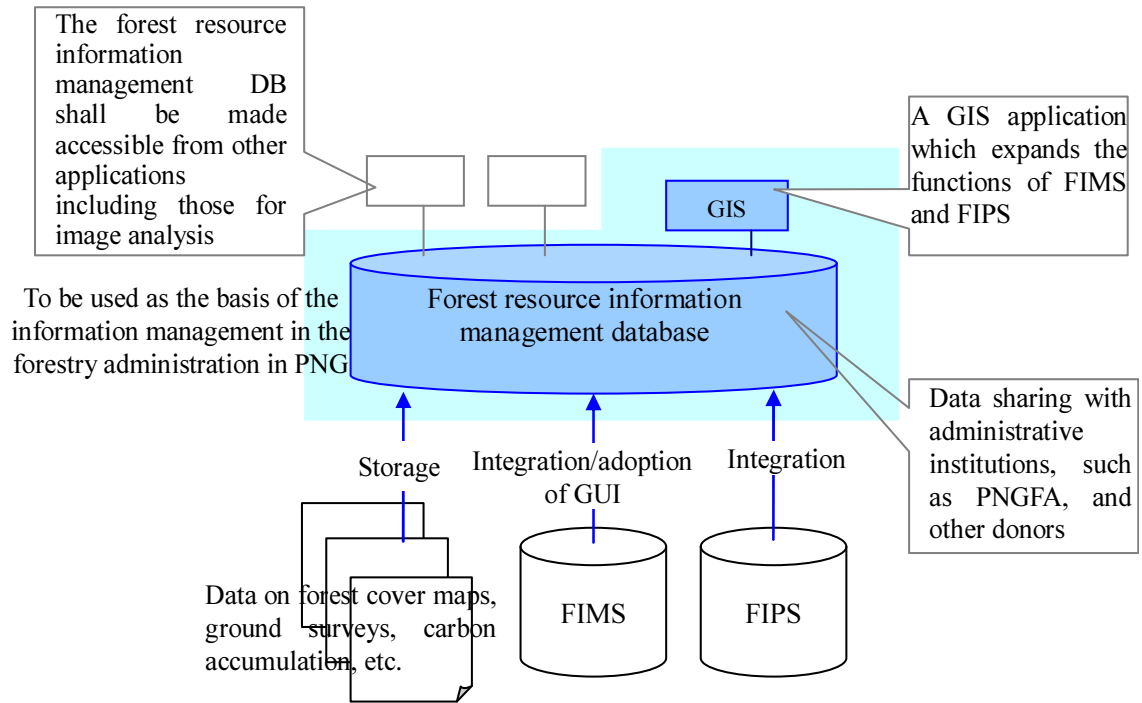 The forest resource
information
management DB
shall be made
accessible from other
applications
including those for
image analysis
A GIS application
which expands the
functions of FIMS
and FIPS
GIS
To be used as the basis of the
information management in the
forestry administration in PNG
Forest resource information
management database
Data sharing with
administrative
institutions, such
as PNGFA, and
other donors
Storage
Integration/adoption
of GUI
Integration
Data on forest cover maps,
ground surveys, carbon
accumulation, etc.
FIMS
FIPS